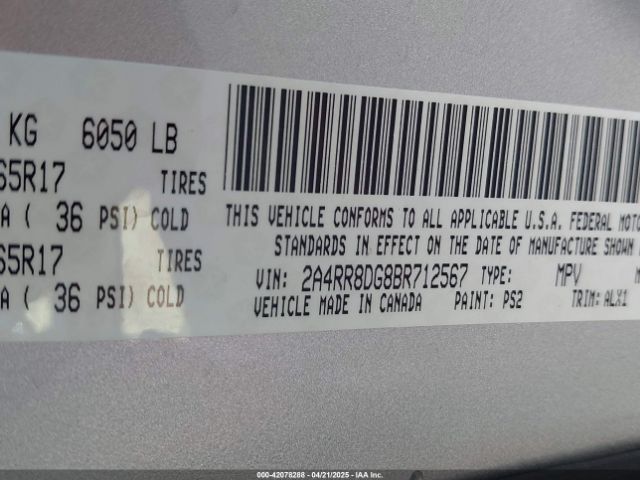 KG 6050 LB
65R17 TIRES
A ( 36 PSI) COLD
65R17 TIRES
A ( 36 PSI) COLD
THIS VEHICLE CONFORMS TO ALL APPLICABLE U.S.A. FEDERAL MOTO
STANDARDS IN EFFECT ON THE DATE OF MANUFACTURE SHOWN
VIN: 2A4RR8DG8BR712567 TYPE: MPV
VEHICLE MADE IN CANADA PAINT: PS2 TRIM: ALX1
000-42078288 - 04/21/2025 - IAA Inc.